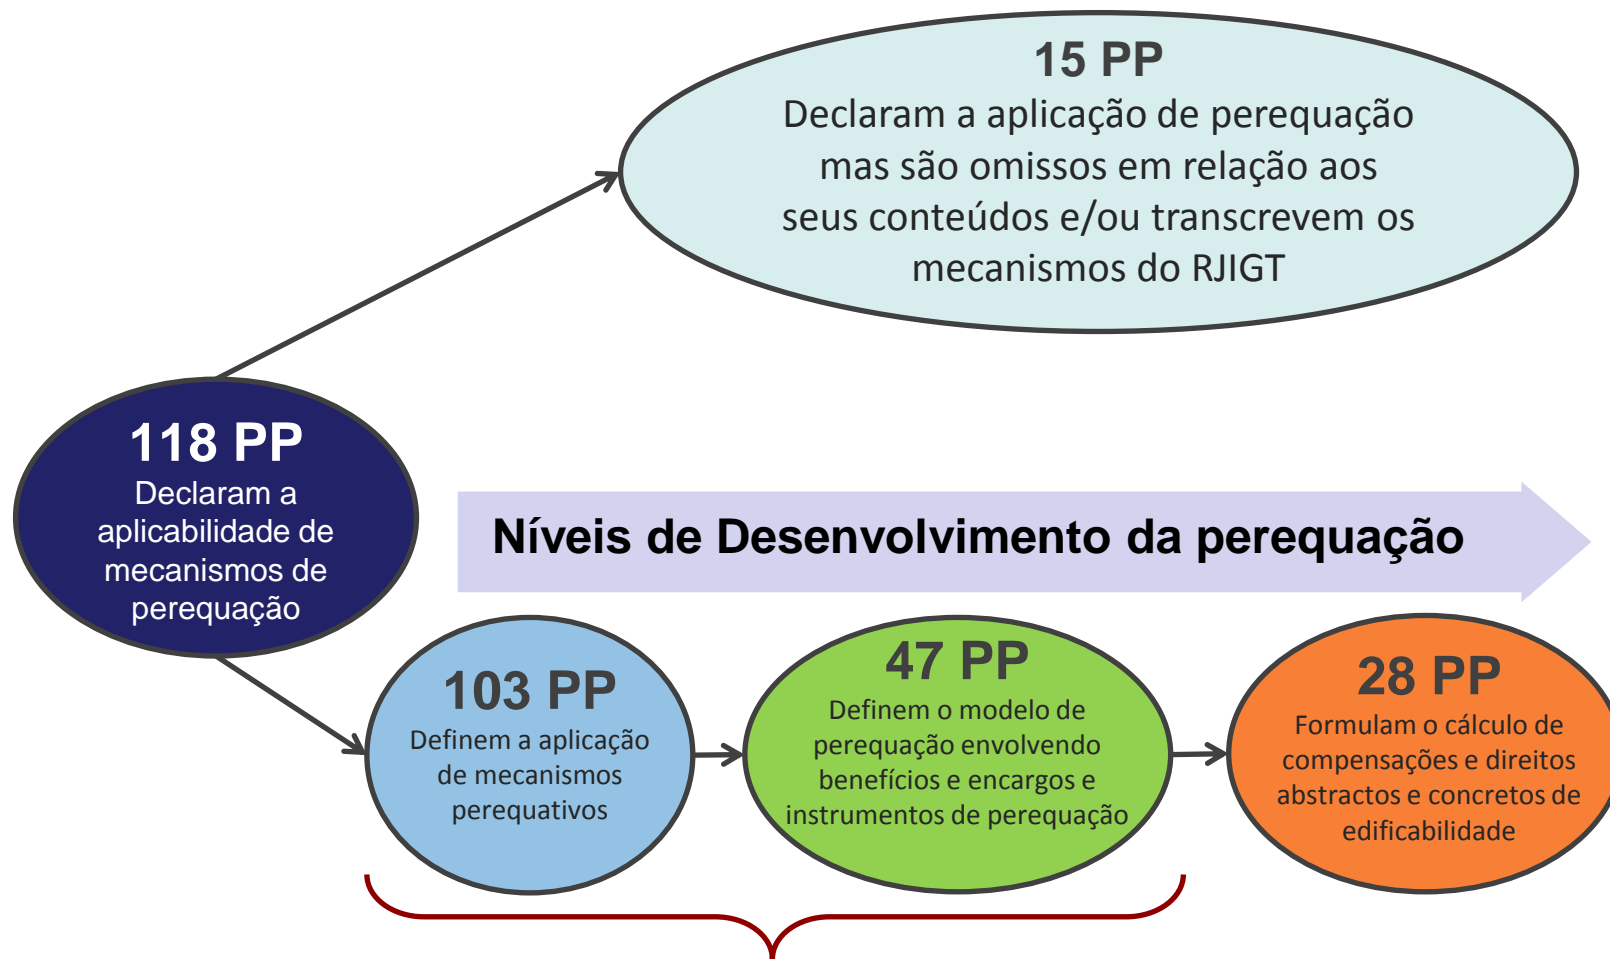 15 PP
Declaram a aplicação de perequação
mas são omissos em relação aos
seus conteúdos e/ou transcrevem os
mecanismos do RJIGT
118 PP
Declaram a
aplicabilidade de
mecanismos de
perequação
Níveis de Desenvolvimento da perequação
103 PP
Definem a aplicação
de mecanismos
perequativos
47 PP
Definem o modelo de
perequação envolvendo
benefícios e encargos e
instrumentos de perequação
28 PP
Formulam o cálculo de
compensações e direitos
abstractos e concretos de
edificabilidade